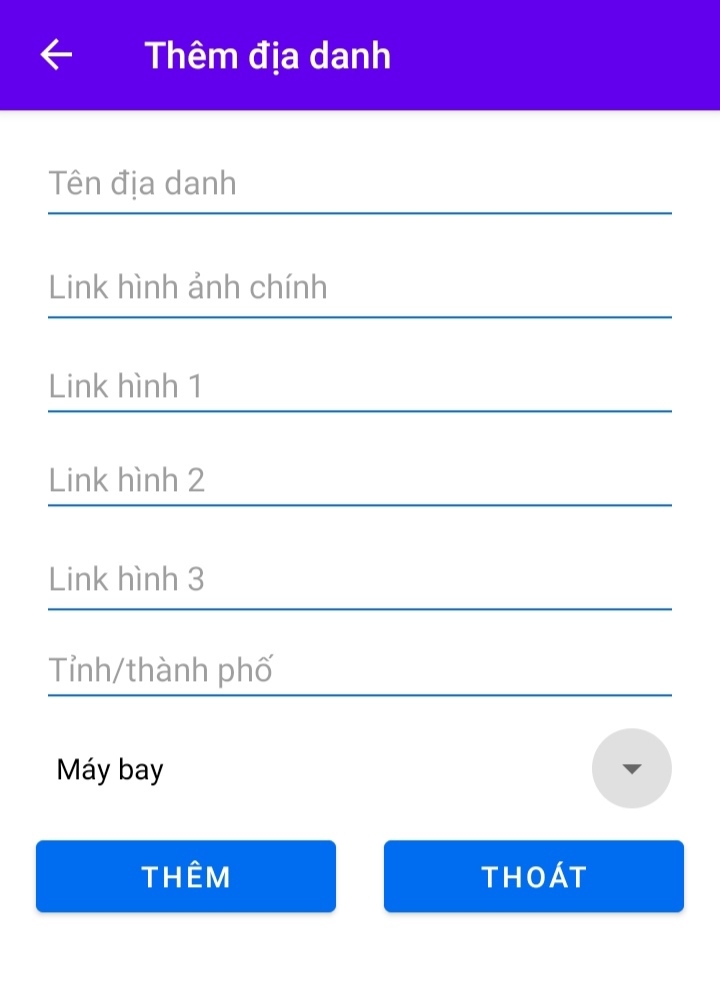 Thêm địa danh
Tên địa danh
Link hình ảnh chính
Link hình 1
Link hình 2
Link hình 3
Tỉnh/thành phố
Máy bay
THÊM
THOÁT